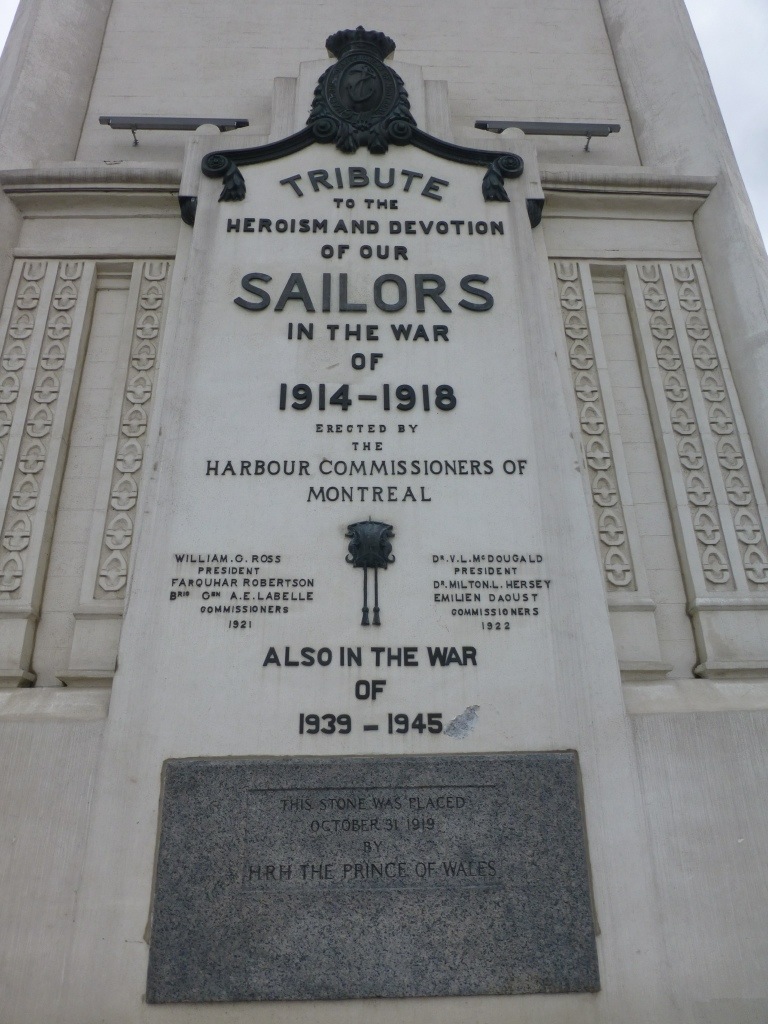 TRIBUTE
TO THE
HEROISM AND DEVOTION
OF OUR
SAILORS
IN THE WAR
OF
1914-1918
ERECTED BY
THE
HARBOUR COMMISSIONERS OF
MONTREAL
WILLIAM.G. ROSS
PRESIDENT
FARQUHAR ROBERTSON
BRIG GEN A.E. LABELLE
COMMISSIONERS
1921
DR. V.L. McDOUGALD
PRESIDENT
DR. MILTON.L. HERSEY
EMILIEN DAOUST
COMMISSIONERS
1922
ALSO IN THE WAR
OF
1939 - 1945
THIS STONE WAS PLACED
OCTOBER 31 1919
BY
H.R.H THE PRINCE OF WALES